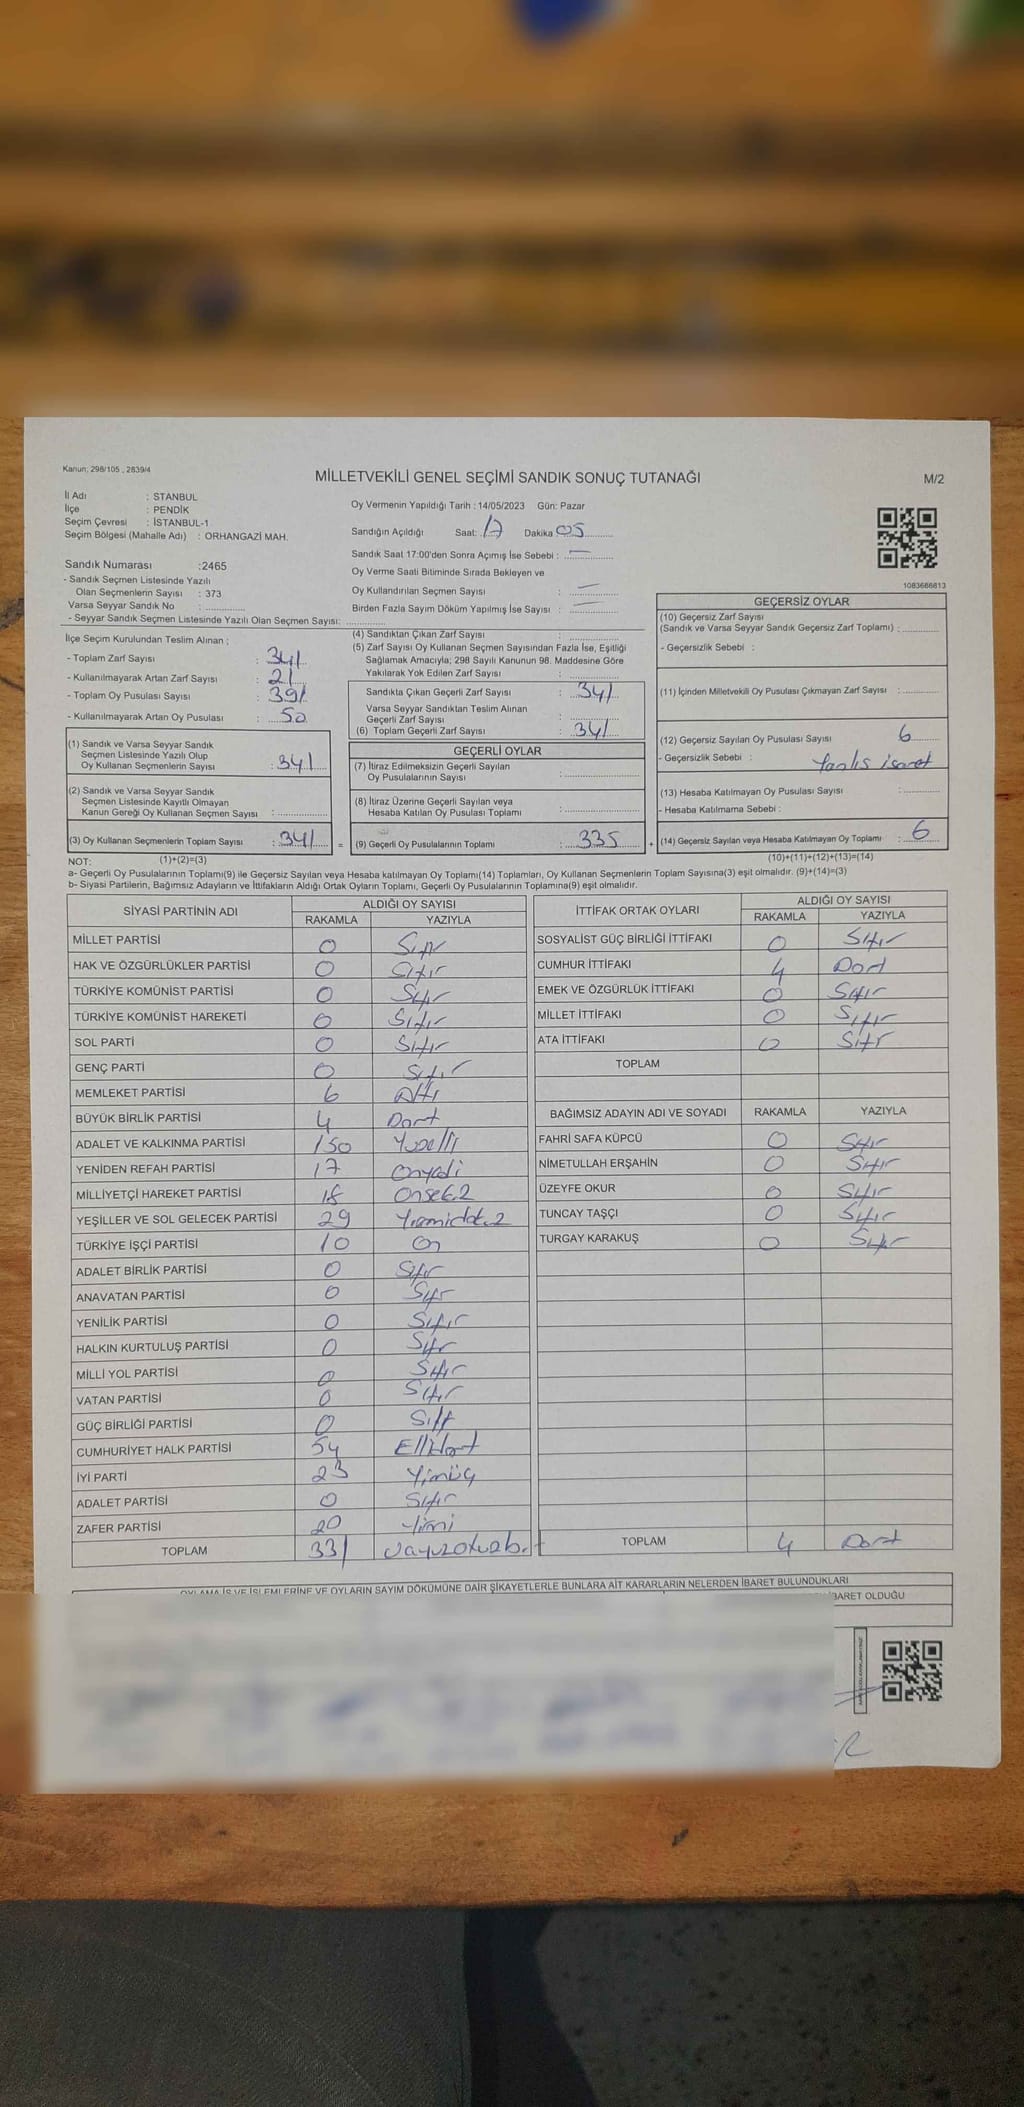 Kanun; 298/105 , 2839/4
MİLLETVEKİLİ GENEL SEÇİMİ SANDIK SONUÇ TUTANAĞI
M/2
İl Adı : STANBUL
İlçe : PENDİK
Seçim Çevresi : İSTANBUL-1
Seçim Bölgesi (Mahalle Adı) : ORHANGAZİ MAH.
Oy Vermenin Yapıldığı Tarih : 14/05/2023 Gün: Pazar
Sandığın Açıldığı Saat: 17 Dakika 05
Sandık Saat 17:00'den Sonra Açımış İse Sebebi : —
Oy Verme Saati Bitiminde Sırada Bekleyen ve
Oy Kullandırılan Seçmen Sayısı : —
Birden Fazla Sayım Döküm Yapılmış İse Sayısı : —
1083666813
Sandık Numarası :2465
- Sandık Seçmen Listesinde Yazılı
Olan Seçmenlerin Sayısı : 373
Varsa Seyyar Sandık No :
- Seyyar Sandık Seçmen Listesinde Yazılı Olan Seçmen Sayısı:
İlçe Seçim Kurulundan Teslim Alınan ;
- Toplam Zarf Sayısı : 341
- Kullanılmayarak Artan Zarf Sayısı : 21
- Toplam Oy Pusulası Sayısı : 391
- Kullanılmayarak Artan Oy Pusulası : 50
(1) Sandık ve Varsa Seyyar Sandık
Seçmen Listesinde Yazılı Olup
Oy Kullanan Seçmenlerin Sayısı : 341
(2) Sandık ve Varsa Seyyar Sandık
Seçmen Listesinde Kayıtlı Olmayan
Kanun Gereği Oy Kullanan Seçmen Sayısı :
(3) Oy Kullanan Seçmenlerin Toplam Sayısı : 341 =
(1)+(2)=(3)
(4) Sandıktan Çıkan Zarf Sayısı :
(5) Zarf Sayısı Oy Kullanan Seçmen Sayısından Fazla İse, Eşitliği
Sağlamak Amacıyla; 298 Sayılı Kanunun 98. Maddesine Göre
Yakılarak Yok Edilen Zarf Sayısı :
Sandıkta Çıkan Geçerli Zarf Sayısı : 341
Varsa Seyyar Sandıktan Teslim Alınan
Geçerli Zarf Sayısı :
(6) Toplam Geçerli Zarf Sayısı : 341
GEÇERLİ OYLAR
(7) İtiraz Edilmeksizin Geçerli Sayılan
Oy Pusulalarının Sayısı :
(8) İtiraz Üzerine Geçerli Sayılan veya
Hesaba Katılan Oy Pusulası Toplamı :
(9) Geçerli Oy Pusulalarının Toplamı : 335 +
GEÇERSİZ OYLAR
(10) Geçersiz Zarf Sayısı
(Sandık ve Varsa Seyyar Sandık Geçersiz Zarf Toplamı) :
- Geçersizlik Sebebi :
(11) İçinden Milletvekili Oy Pusulası Çıkmayan Zarf Sayısı :
(12) Geçersiz Sayılan Oy Pusulası Sayısı : 6
- Geçersizlik Sebebi : Yanlış işaret
(13) Hesaba Katılmayan Oy Pusulası Sayısı :
- Hesaba Katılmama Sebebi :
(14) Geçersiz Sayılan veya Hesaba Katılmayan Oy Toplamı : 6
(10)+(11)+(12)+(13)=(14)
NOT:
a- Geçerli Oy Pusulalarının Toplamı(9) ile Geçersiz Sayılan veya Hesaba katılmayan Oy Toplamı(14) Toplamları, Oy Kullanan Seçmenlerin Toplam Sayısına(3) eşit olmalıdır. (9)+(14)=(3)
b- Siyasi Partilerin, Bağımsız Adayların ve İttifakların Aldığı Ortak Oyların Toplamı, Geçerli Oy Pusulalarının Toplamına(9) eşit olmalıdır.
SİYASİ PARTİNİN ADI ALDIĞI OY SAYISI
RAKAMLA YAZIYLA
MİLLET PARTİSİ 0 Sıfır
HAK VE ÖZGÜRLÜKLER PARTİSİ 0 Sıfır
TÜRKİYE KOMÜNİST PARTİSİ 0 Sıfır
TÜRKİYE KOMÜNİST HAREKETİ 0 Sıfır
SOL PARTİ 0 Sıfır
GENÇ PARTİ 0 Sıfır
MEMLEKET PARTİSİ 6 Altı
BÜYÜK BİRLİK PARTİSİ 4 Dört
ADALET VE KALKINMA PARTİSİ 150 Yüzelli
YENİDEN REFAH PARTİSİ 17 Onyedi
MİLLİYETÇİ HAREKET PARTİSİ 18 Onsekiz
YEŞİLLER VE SOL GELECEK PARTİSİ 29 Yirmidokuz
TÜRKİYE İŞÇİ PARTİSİ 10 On
ADALET BİRLİK PARTİSİ 0 Sıfır
ANAVATAN PARTİSİ 0 Sıfır
YENİLİK PARTİSİ 0 Sıfır
HALKIN KURTULUŞ PARTİSİ 0 Sıfır
MİLLİ YOL PARTİSİ 0 Sıfır
VATAN PARTİSİ 0 Sıfır
GÜÇ BİRLİĞİ PARTİSİ 0 Sıfır
CUMHURİYET HALK PARTİSİ 54 Ellidört
İYİ PARTİ 23 Yirmiüç
ADALET PARTİSİ 0 Sıfır
ZAFER PARTİSİ 20 Yirmi
TOPLAM 331
İTTİFAK ORTAK OYLARI ALDIĞI OY SAYISI
RAKAMLA YAZIYLA
SOSYALİST GÜÇ BİRLİĞİ İTTİFAKI 0 Sıfır
CUMHUR İTTİFAKI 4 Dört
EMEK VE ÖZGÜRLÜK İTTİFAKI 0 Sıfır
MİLLET İTTİFAKI 0 Sıfır
ATA İTTİFAKI 0 Sıfır
TOPLAM
BAĞIMSIZ ADAYIN ADI VE SOYADI RAKAMLA YAZIYLA
FAHRİ SAFA KÜPCÜ 0 Sıfır
NİMETULLAH ERŞAHİN 0 Sıfır
ÜZEYFE OKUR 0 Sıfır
TUNCAY TAŞÇI 0 Sıfır
TURGAY KARAKUŞ 0 Sıfır
TOPLAM 4 Dört
OYLAMA İŞ VE İŞLEMLERİNE VE OYLARIN SAYIM DÖKÜMÜNE DAİR ŞİKAYETLERLE BUNLARA AİT KARARLARIN NELERDEN İBARET BULUNDUKLARI
BARET OLDUĞU